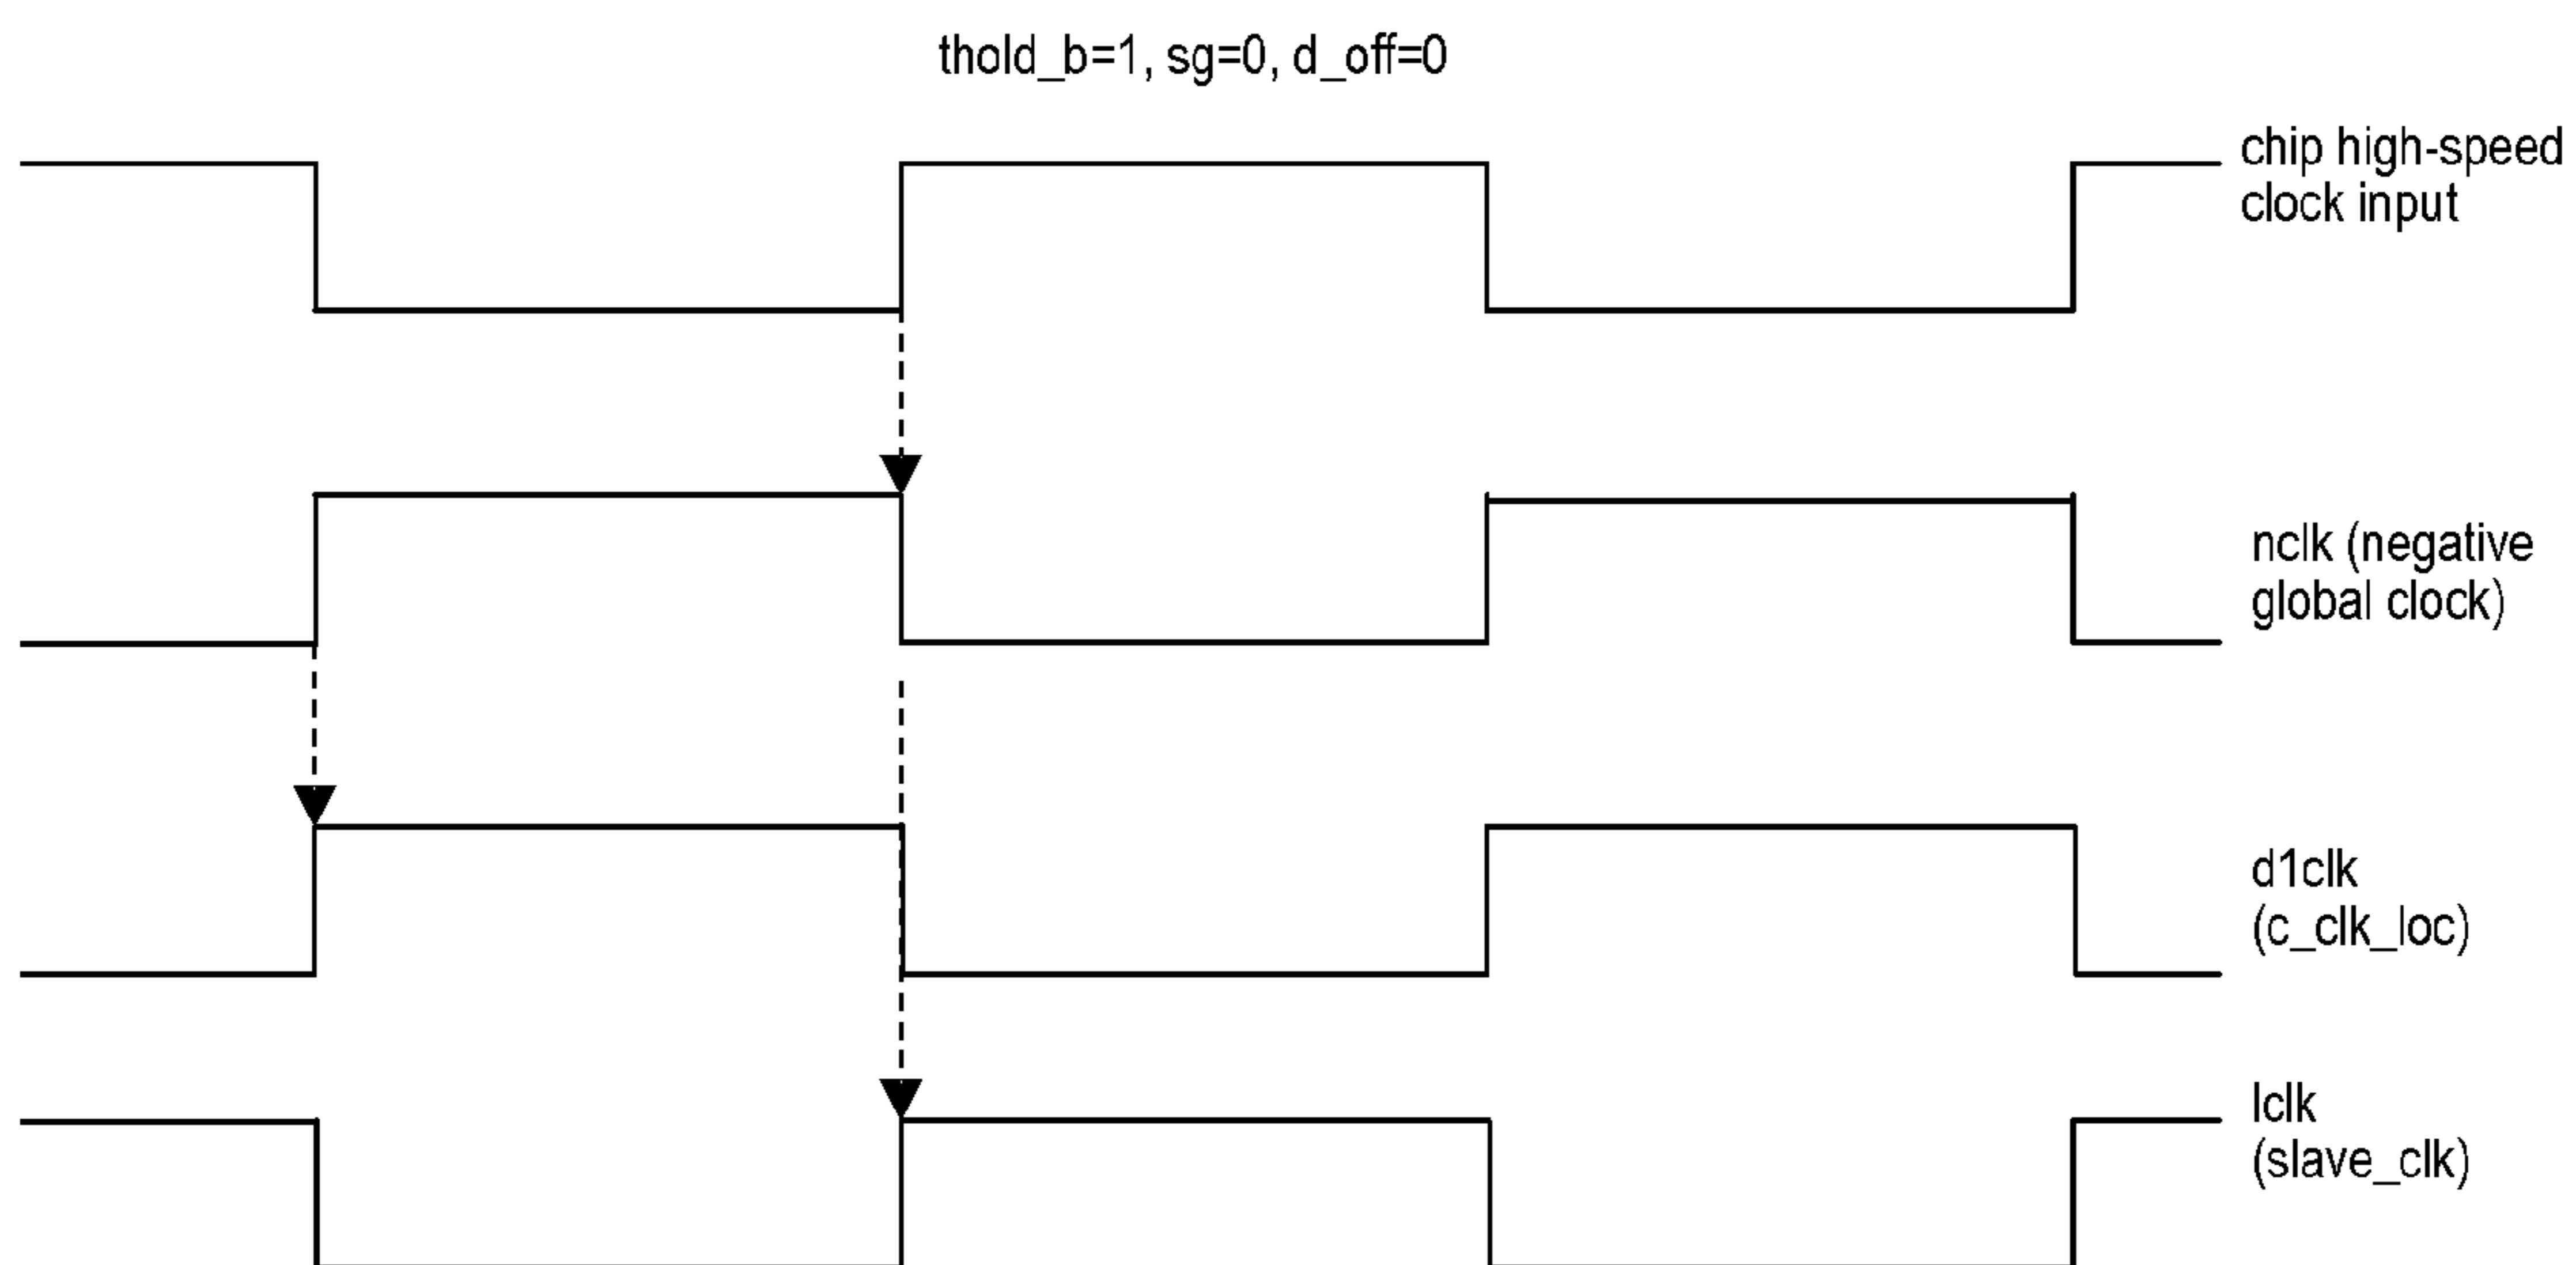 thold_b=1, sg=0, d_off=0
chip high-speed
clock input
nclk (negative
global clock)
d1clk
(c_clk_loc)
lclk
(slave_clk)